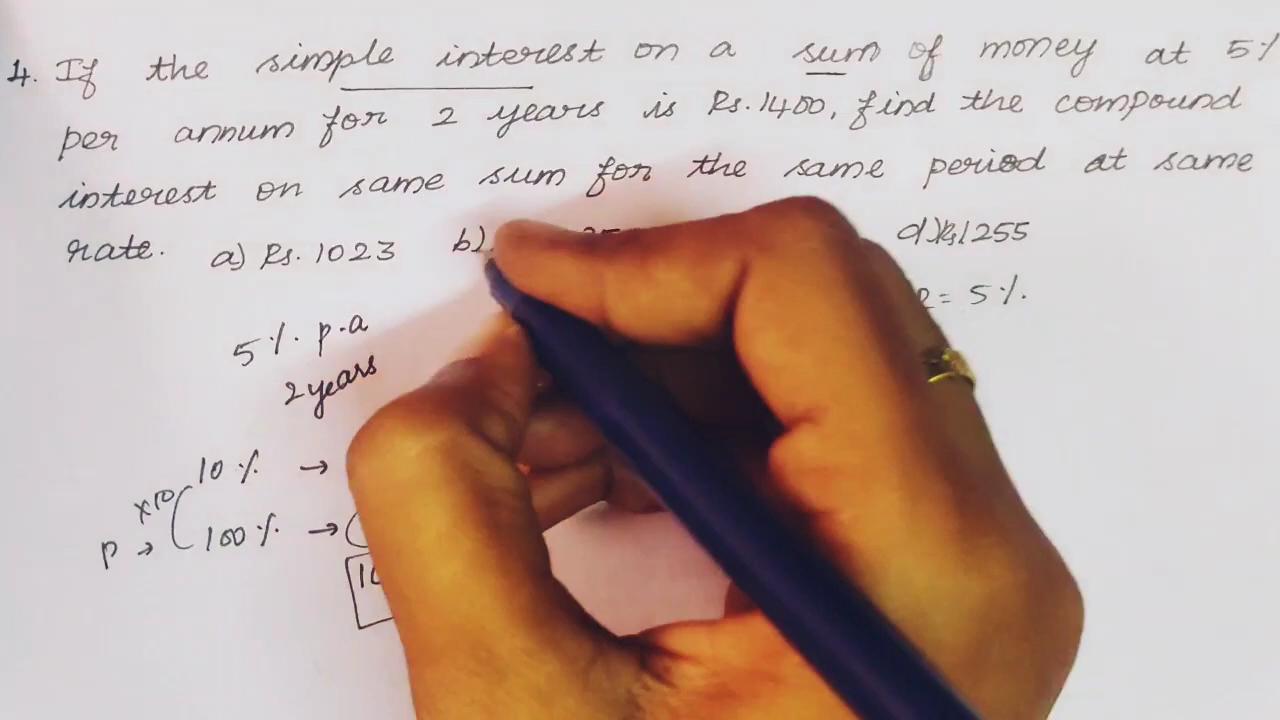 4. If the simple interest on a sum of money at 5%
per annum for 2 years is Rs.1400, find the compound
interest on same sum for the same period at same
rate. a) Rs. 1023 b) d) Rs1255
= 5%.
5%. p.a
2 years
10 % →
x10
100 % →
P →